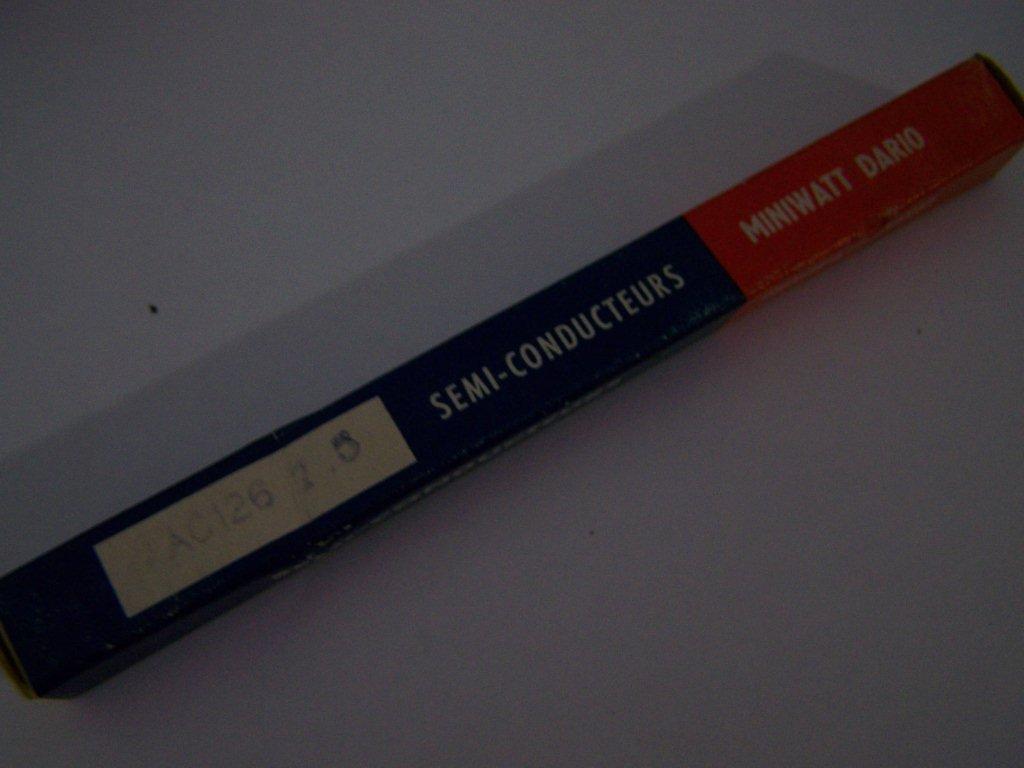 MINIWATT DARIO
SEMI-CONDUCTEURS
AC126